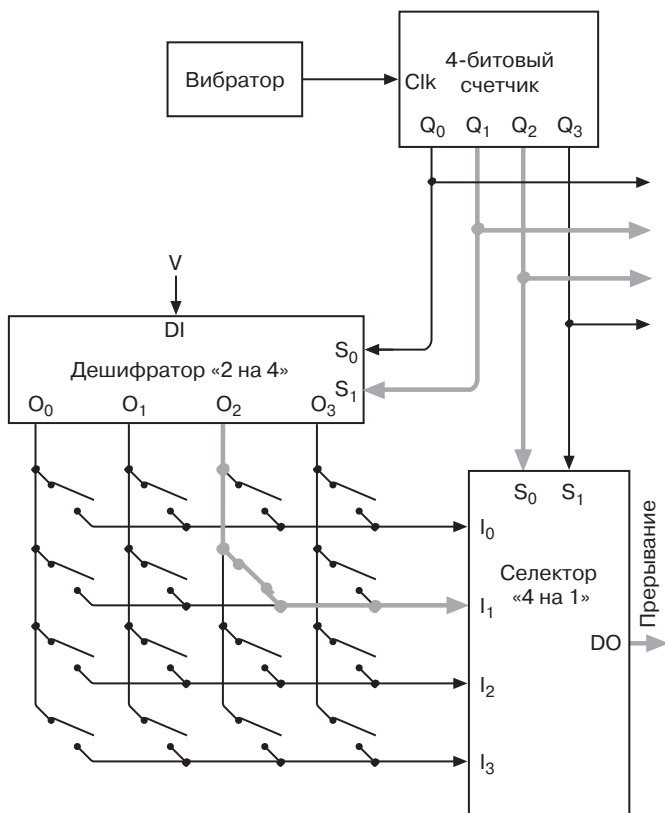 4-битовый
счетчик
Вибратор
Clk
Q0 Q1 Q2 Q3
V
DI
S0
Дешифратор «2 на 4»
S1
O0 O1 O2 O3
S0 S1
Прерывание
I0
Селектор
«4 на 1»
I1
DO
I2
I3